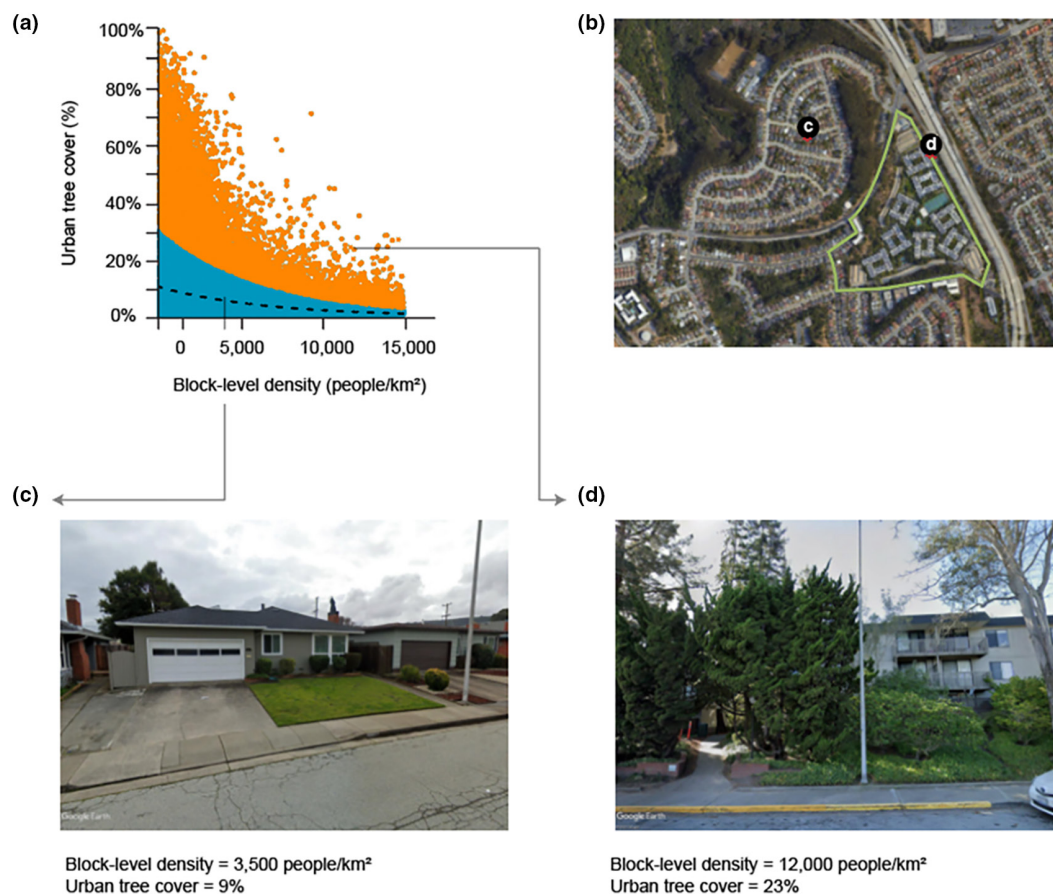 (a)
100%
80%
60%
40%
20%
0%
Urban tree cover (%)
0
5,000
10,000
15,000
Block-level density (people/km²)
(b)
c
d
(c)
Google Earth
Block-level density = 3,500 people/km²
Urban tree cover = 9%
(d)
Google Earth
Block-level density = 12,000 people/km²
Urban tree cover = 23%